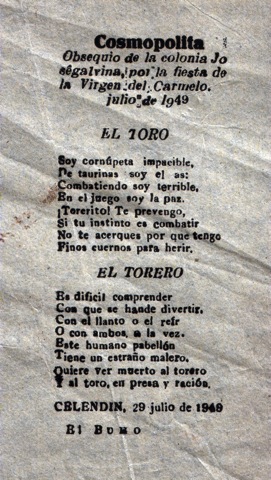 Cosmopolita
Obsequio de la colonia Jo
segalvina, por la fiesta de
la Virgen del Carmelo.
julio de 1949
EL TORO
Soy cornúpeta impacible,
De taurinas soy el as:
Combatiendo soy terrible,
En el juego soy la paz.
¡Torerito! Te prevengo,
Si tu instinto es combatir
No te acerques por que tengo
Finos cuernos para herir.
EL TORERO
Es dificil comprender
Con que se hande divertir,
Con el llanto o el reír
O con ambos, a la vez.
Este humano pabellón
Tiene un estraño malero,
Quiere ver muerto al torero
Y al toro, en presa y ración.
CELENDIN, 29 julio de 1949
El Buho